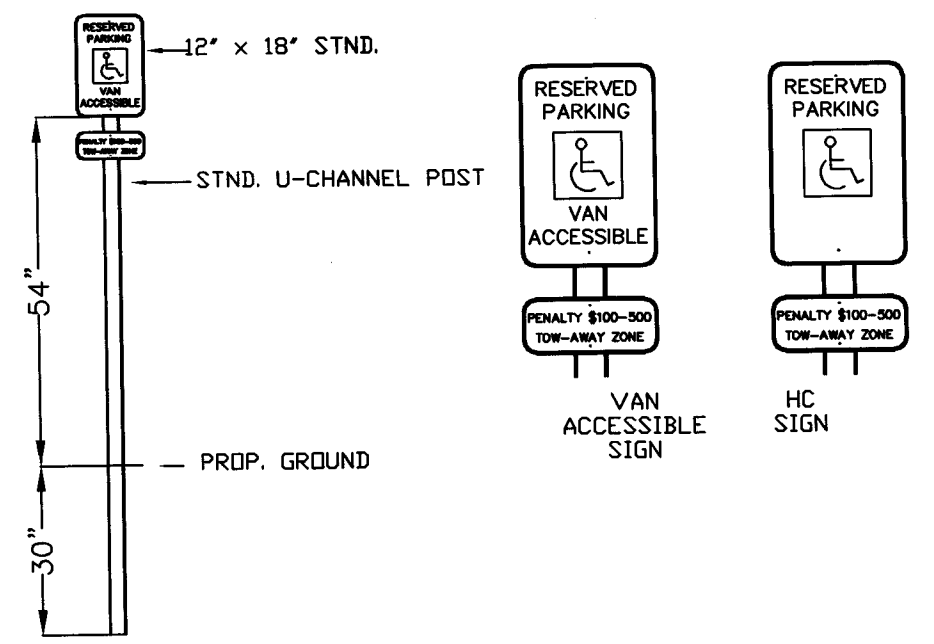 RESERVED
PARKING
VAN
ACCESSIBLE
12" × 18" STND.
PENALTY $100-500
TOW-AWAY ZONE
STND. U-CHANNEL POST
54"
PROP. GROUND
30"
RESERVED
PARKING
VAN
ACCESSIBLE
PENALTY $100-500
TOW-AWAY ZONE
VAN
ACCESSIBLE
SIGN
RESERVED
PARKING
PENALTY $100-500
TOW-AWAY ZONE
HC
SIGN